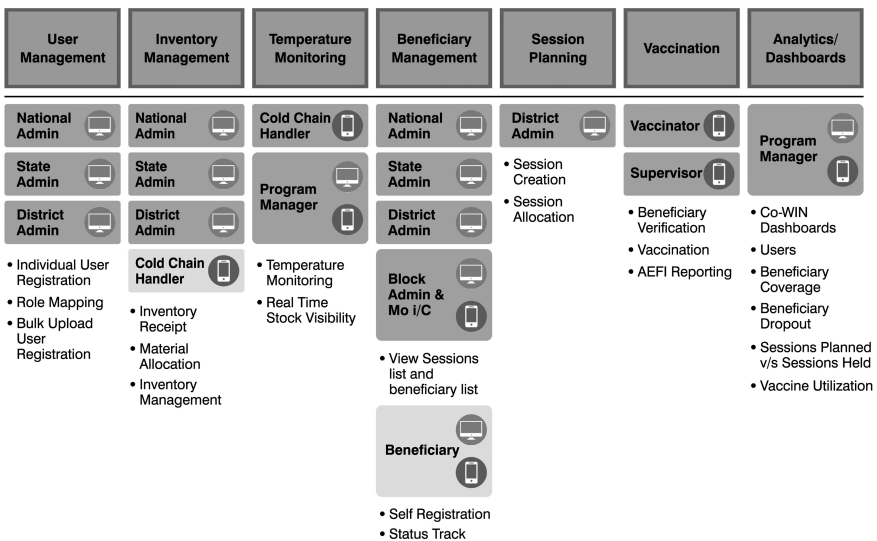 User
Management
Inventory
Management
Temperature
Monitoring
Beneficiary
Management
Session
Planning
Vaccination
Analytics/
Dashboards
National
Admin
State
Admin
District
Admin
• Individual User
Registration
• Role Mapping
• Bulk Upload
User
Registration
National
Admin
State
Admin
District
Admin
Cold Chain
Handler
• Inventory
Receipt
• Material
Allocation
• Inventory
Management
Cold Chain
Handler
Program
Manager
• Temperature
Monitoring
• Real Time
Stock Visibility
National
Admin
State
Admin
District
Admin
Block
Admin &
Mo i/C
• View Sessions
list and
beneficiary list
Beneficiary
• Self Registration
• Status Track
District
Admin
• Session
Creation
• Session
Allocation
Vaccinator
Supervisor
• Beneficiary
Verification
• Vaccination
• AEFI Reporting
Program
Manager
• Co-WIN
Dashboards
• Users
• Beneficiary
Coverage
• Beneficiary
Dropout
• Sessions Planned
v/s Sessions Held
• Vaccine Utilization